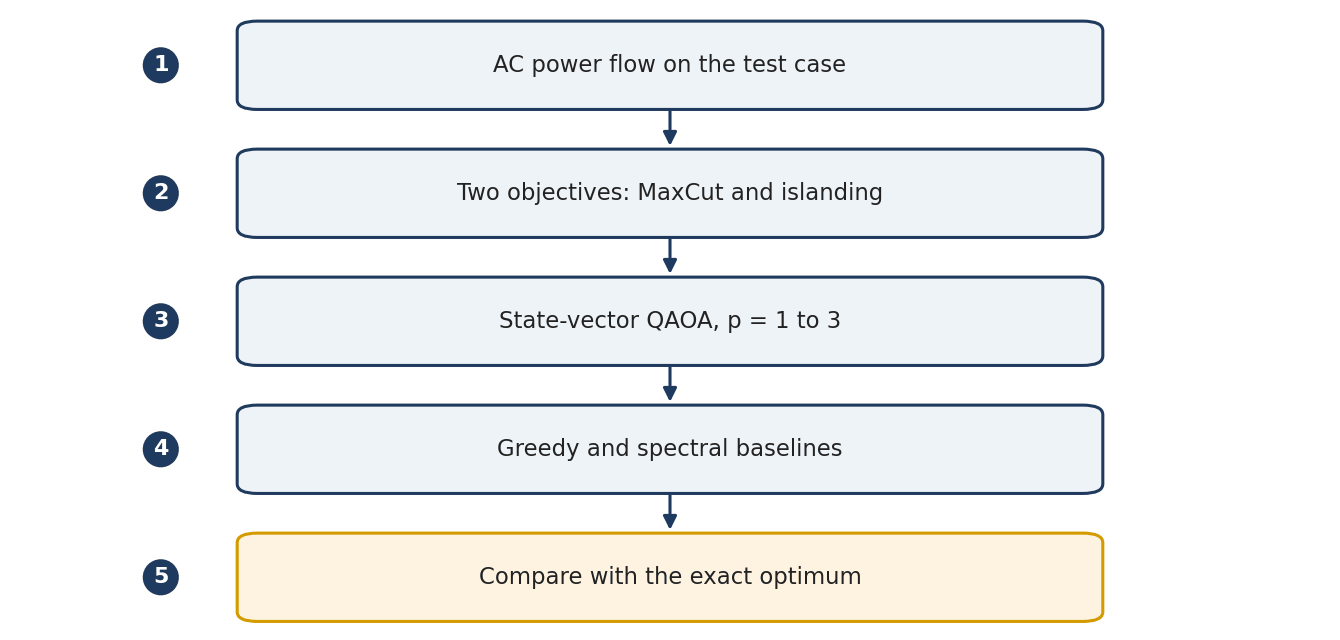 1 AC power flow on the test case
2 Two objectives: MaxCut and islanding
3 State-vector QAOA, p = 1 to 3
4 Greedy and spectral baselines
5 Compare with the exact optimum